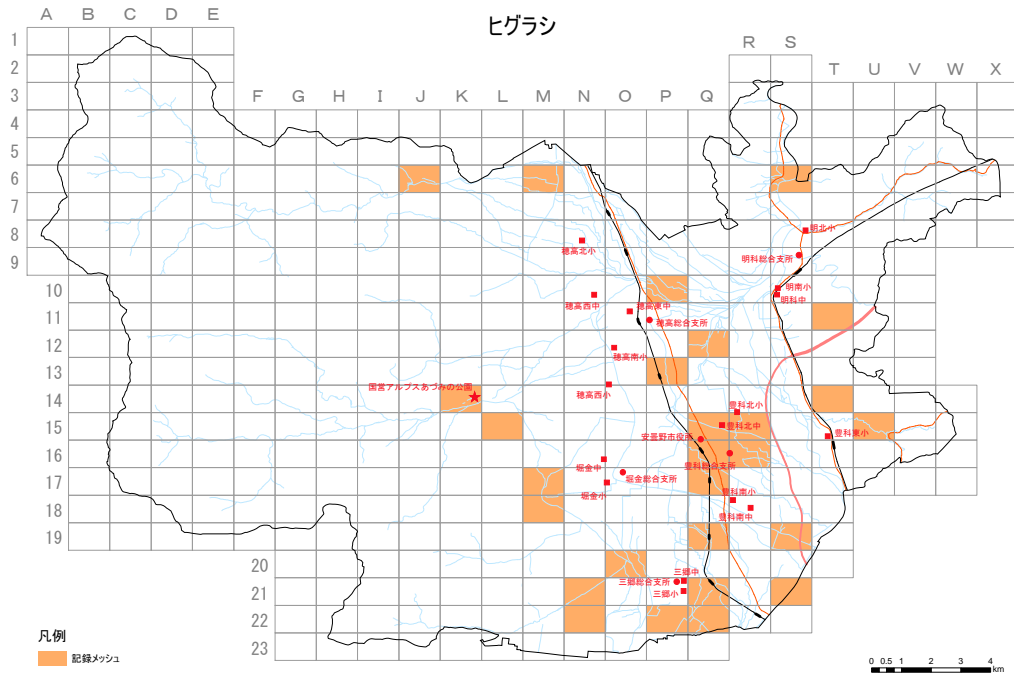 ヒグラシ
A B C D E
R S
T U V W X
F G H I J K L M N O P Q
1
2
3
4
5
6
7
8
9
10
11
12
13
14
15
16
17
18
19
20
21
22
23
明北小
穂高北小
明科総合支所
明南小
明科中
穂高西中
穂高東中
穂高総合支所
穂高南小
国営アルプスあづみの公園
穂高西小
豊科北小
豊科北中
安曇野市役所
豊科東小
堀金中
豊科総合支所
堀金総合支所
堀金小
豊科南小
豊科南中
三郷中
三郷総合支所
三郷小
凡例
記録メッシュ
0 0.5 1 2 3 4
km